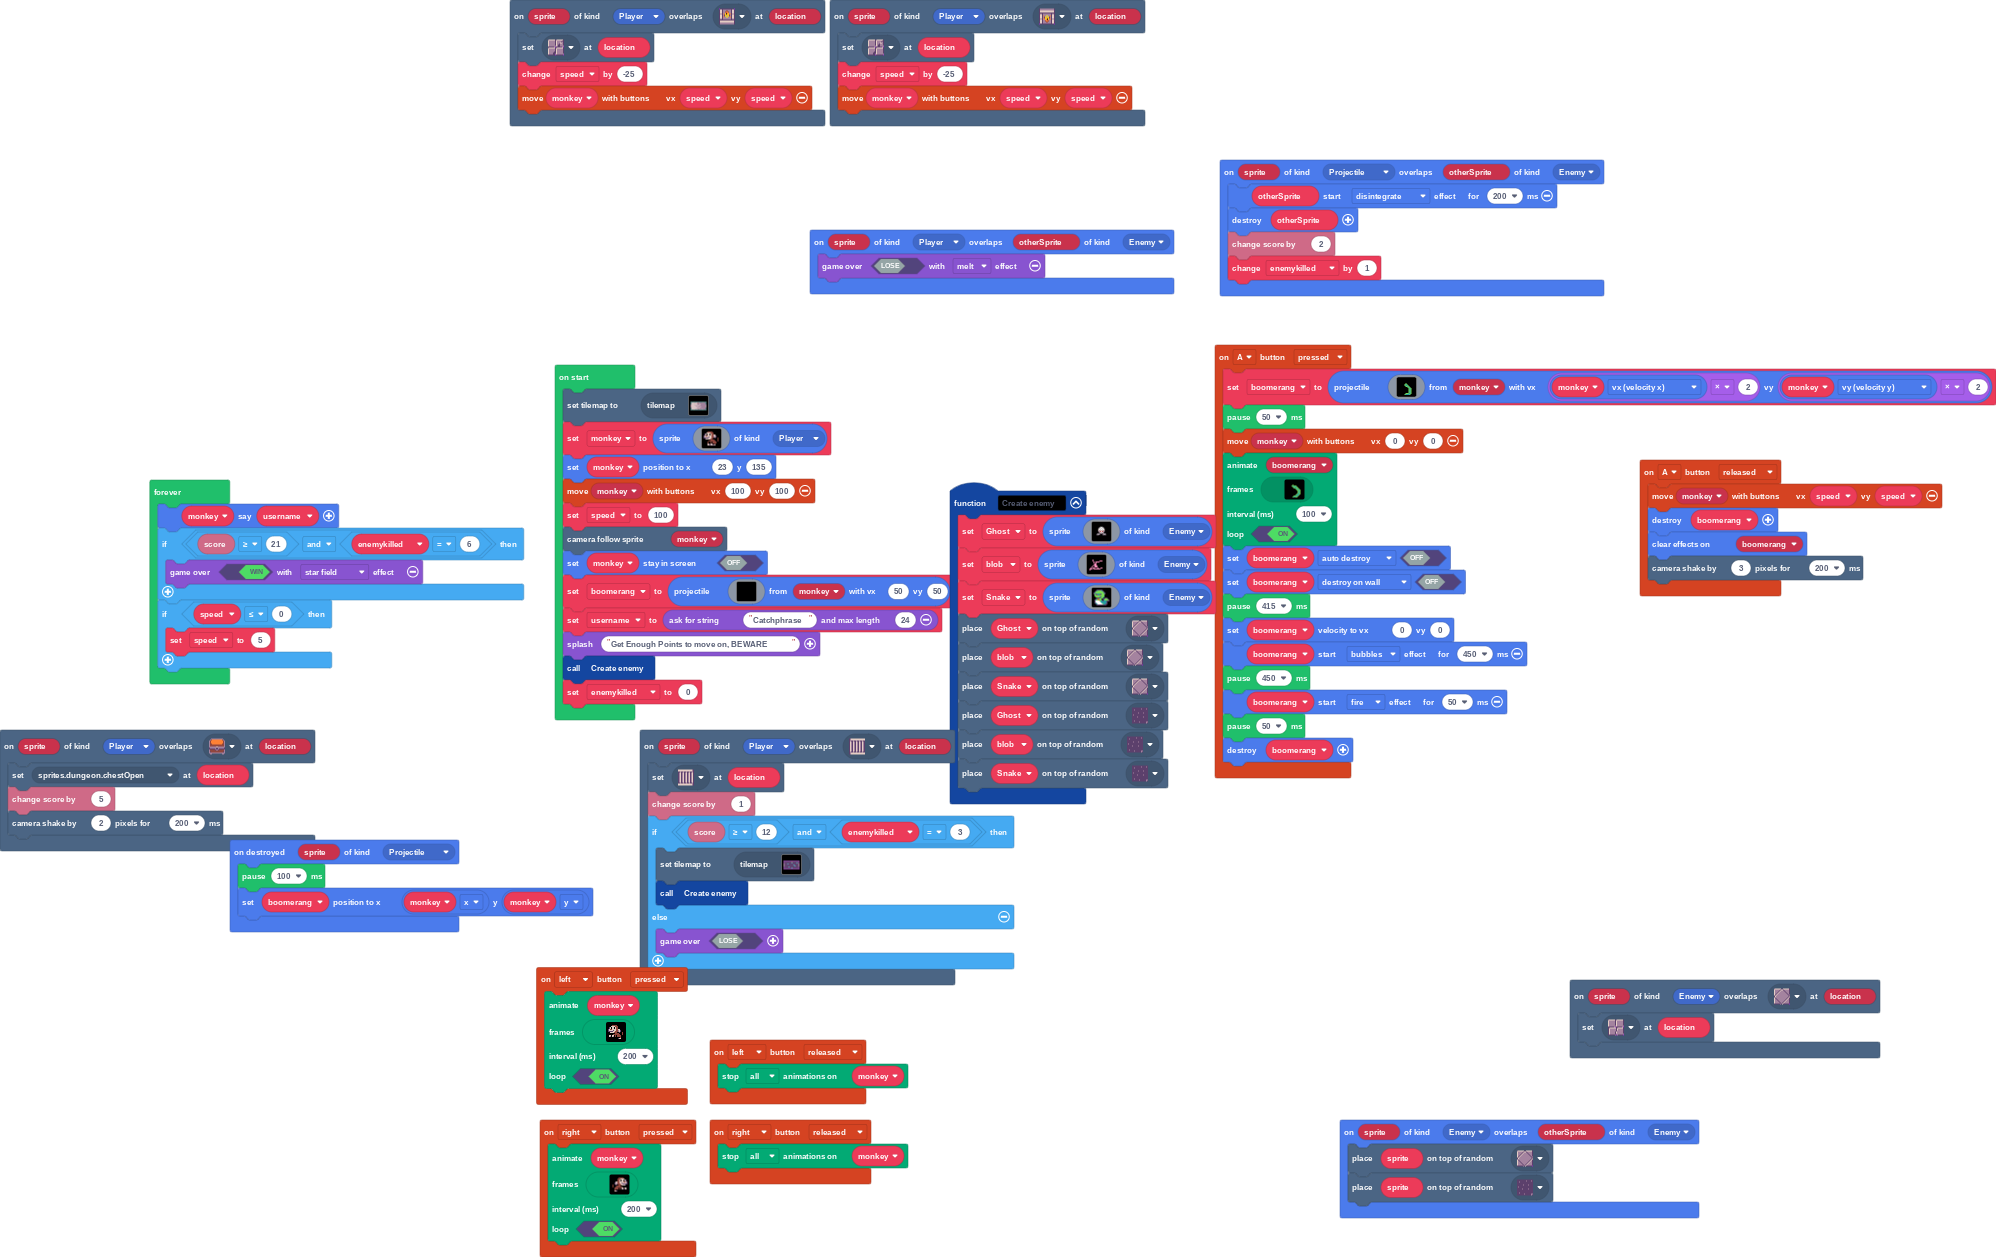 on sprite of kind Player overlaps at location
set at location
change speed by -25
move monkey with buttons vx speed vy speed
on sprite of kind Player overlaps at location
set at location
change speed by -25
move monkey with buttons vx speed vy speed
on sprite of kind Projectile overlaps otherSprite of kind Enemy
otherSprite start disintegrate effect for 200 ms
destroy otherSprite
change score by 2
change enemykilled by 1
on sprite of kind Player overlaps otherSprite of kind Enemy
game over LOSE with melt effect
on start
set tilemap to tilemap
set monkey to sprite of kind Player
set monkey position to x 23 y 135
move monkey with buttons vx 100 vy 100
set speed to 100
camera follow sprite monkey
set monkey stay in screen OFF
set boomerang to projectile from monkey with vx 50 vy 50
set username to ask for string "Catchphrase" and max length 24
splash "Get Enough Points to move on, BEWARE"
call Create enemy
set enemykilled to 0
on A button pressed
set boomerang to projectile from monkey with vx monkey vx (velocity x) × 2 vy monkey vy (velocity y) × 2
pause 50 ms
move monkey with buttons vx 0 vy 0
animate boomerang
frames
interval (ms) 100
loop ON
set boomerang auto destroy OFF
set boomerang destroy on wall OFF
pause 415 ms
set boomerang velocity to vx 0 vy 0
boomerang start bubbles effect for 450 ms
pause 450 ms
boomerang start fire effect for 50 ms
pause 50 ms
destroy boomerang
on A button released
move monkey with buttons vx speed vy speed
destroy boomerang
clear effects on boomerang
camera shake by 3 pixels for 200 ms
forever
monkey say username
if score ≥ 21 and enemykilled = 6 then
game over WIN with star field effect
if speed ≤ 0 then
set speed to 5
function Create enemy
set Ghost to sprite of kind Enemy
set blob to sprite of kind Enemy
set Snake to sprite of kind Enemy
place Ghost on top of random
place blob on top of random
place Snake on top of random
place Ghost on top of random
place blob on top of random
place Snake on top of random
on sprite of kind Player overlaps at location
set sprites.dungeon.chestOpen at location
change score by 5
camera shake by 2 pixels for 200 ms
on destroyed sprite of kind Projectile
pause 100 ms
set boomerang position to x monkey x y monkey y
on sprite of kind Player overlaps at location
set at location
change score by 1
if score ≥ 12 and enemykilled = 3 then
set tilemap to tilemap
call Create enemy
else
game over LOSE
on left button pressed
animate monkey
frames
interval (ms) 200
loop ON
on left button released
stop all animations on monkey
on right button pressed
animate monkey
frames
interval (ms) 200
loop ON
on right button released
stop all animations on monkey
on sprite of kind Enemy overlaps at location
set at location
on sprite of kind Enemy overlaps otherSprite of kind Enemy
place sprite on top of random
place sprite on top of random